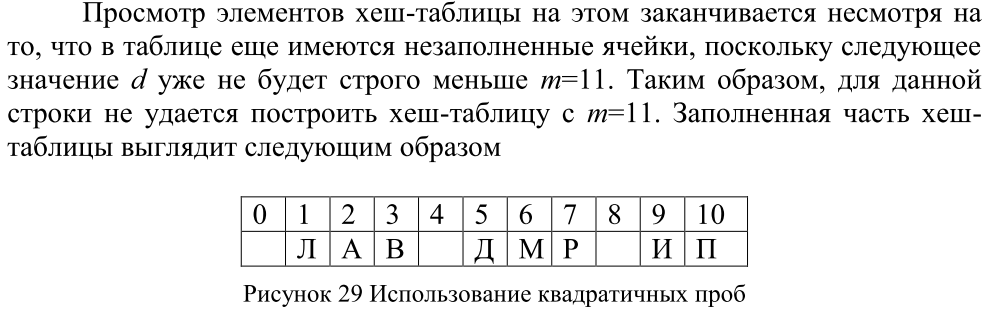 Просмотр элементов хеш-таблицы на этом заканчивается несмотря на
то, что в таблице еще имеются незаполненные ячейки, поскольку следующее
значение d уже не будет строго меньше m=11. Таким образом, для данной
строки не удается построить хеш-таблицу с m=11. Заполненная часть хеш-
таблицы выглядит следующим образом
0 1 2 3 4 5 6 7 8 9 10
Л А В Д М Р И П
Рисунок 29 Использование квадратичных проб